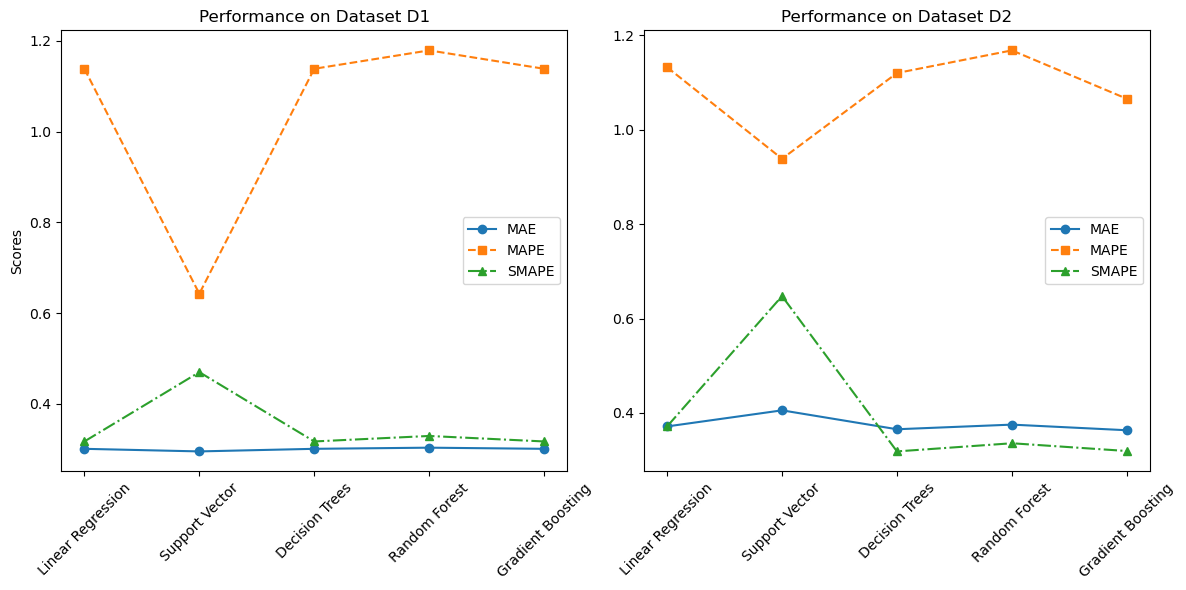 Performance on Dataset D1
Scores
1.2
1.0
0.8
0.6
0.4
MAE
MAPE
SMAPE
Linear Regression
Support Vector
Decision Trees
Random Forest
Gradient Boosting
Performance on Dataset D2
1.2
1.0
0.8
0.6
0.4
MAE
MAPE
SMAPE
Linear Regression
Support Vector
Decision Trees
Random Forest
Gradient Boosting